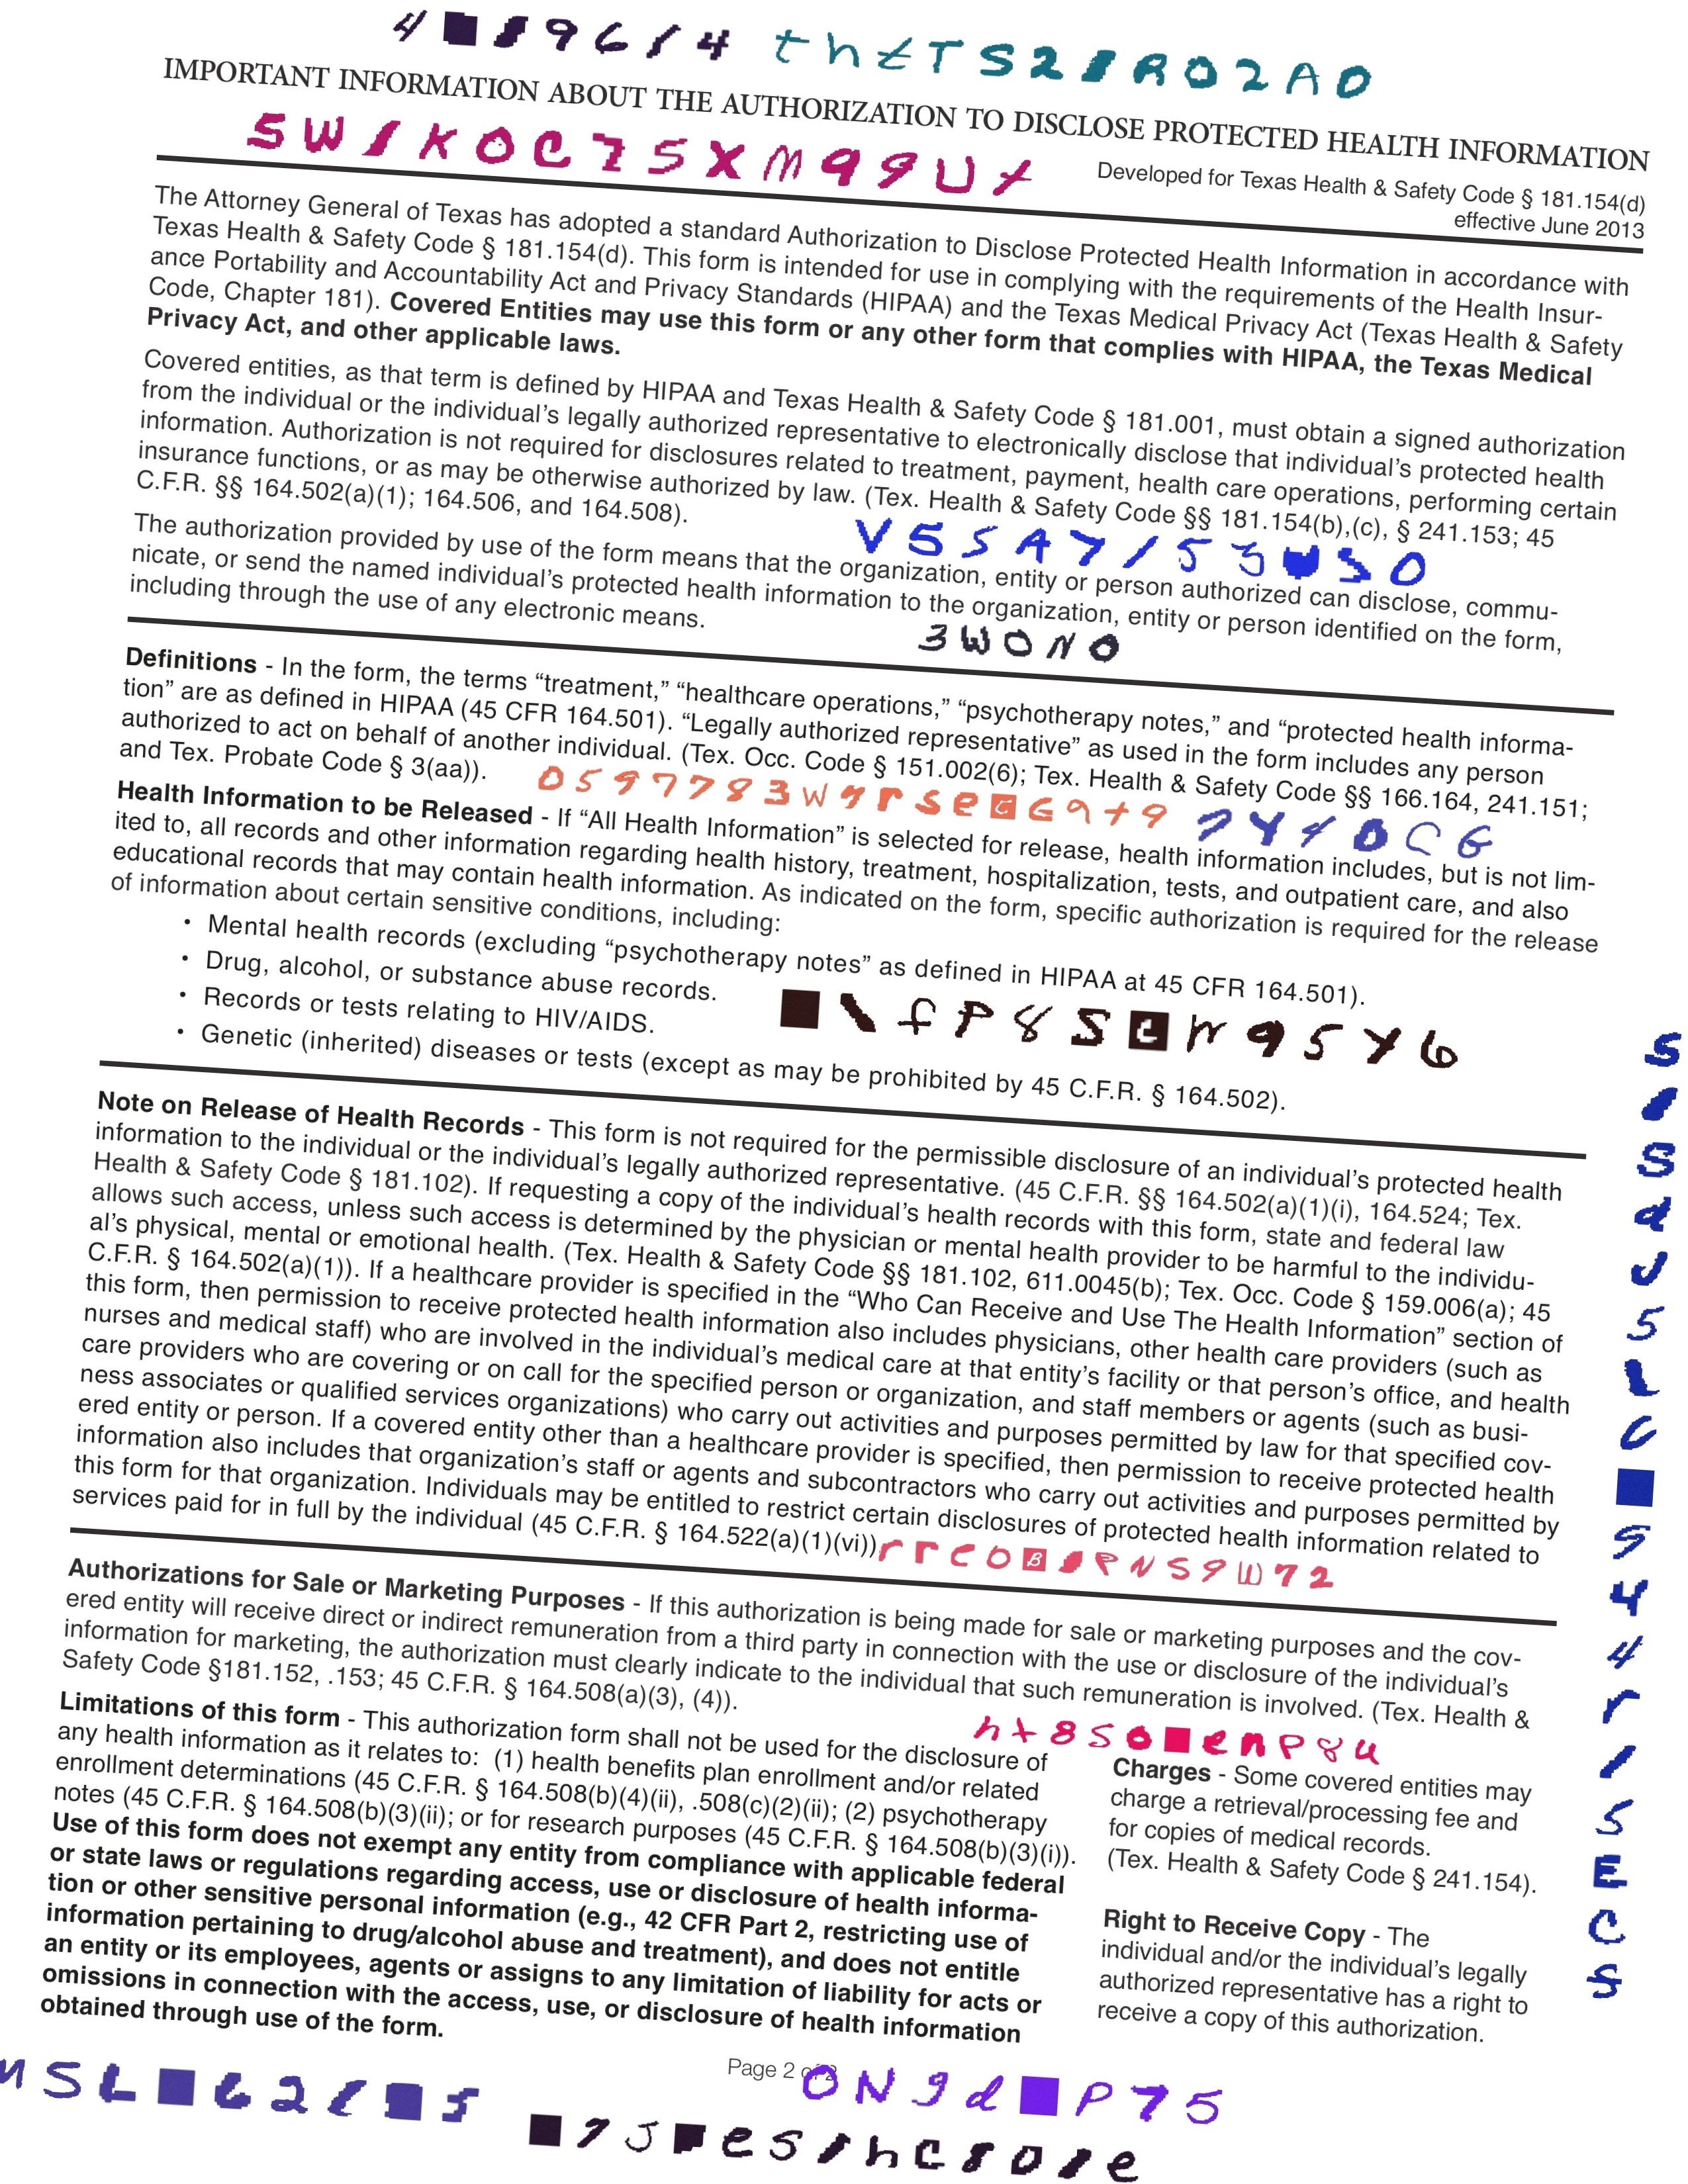 IMPORTANT INFORMATION ABOUT THE AUTHORIZATION TO DISCLOSE PROTECTED HEALTH INFORMATION
Developed for Texas Health & Safety Code § 181.154(d)
effective June 2013
The Attorney General of Texas has adopted a standard Authorization to Disclose Protected Health Information in accordance with
Texas Health & Safety Code § 181.154(d). This form is intended for use in complying with the requirements of the Health Insur-
ance Portability and Accountability Act and Privacy Standards (HIPAA) and the Texas Medical Privacy Act (Texas Health & Safety
Code, Chapter 181). Covered Entities may use this form or any other form that complies with HIPAA, the Texas Medical
Privacy Act, and other applicable laws.
Covered entities, as that term is defined by HIPAA and Texas Health & Safety Code § 181.001, must obtain a signed authorization
from the individual or the individual's legally authorized representative to electronically disclose that individual's protected health
information. Authorization is not required for disclosures related to treatment, payment, health care operations, performing certain
insurance functions, or as may be otherwise authorized by law. (Tex. Health & Safety Code §§ 181.154(b),(c), § 241.153; 45
C.F.R. §§ 164.502(a)(1); 164.506, and 164.508).
The authorization provided by use of the form means that the organization, entity or person authorized can disclose, commu-
nicate, or send the named individual's protected health information to the organization, entity or person identified on the form,
including through the use of any electronic means.
3WONO
Definitions - In the form, the terms “treatment,” “healthcare operations,” “psychotherapy notes,” and “protected health informa-
tion” are as defined in HIPAA (45 CFR 164.501). “Legally authorized representative” as used in the form includes any person
authorized to act on behalf of another individual. (Tex. Occ. Code § 151.002(6); Tex. Health & Safety Code §§ 166.164, 241.151;
and Tex. Probate Code § 3(aa)).
Health Information to be Released - If “All Health Information” is selected for release, health information includes, but is not lim-
ited to, all records and other information regarding health history, treatment, hospitalization, tests, and outpatient care, and also
educational records that may contain health information. As indicated on the form, specific authorization is required for the release
of information about certain sensitive conditions, including:
• Mental health records (excluding “psychotherapy notes” as defined in HIPAA at 45 CFR 164.501).
• Drug, alcohol, or substance abuse records.
• Records or tests relating to HIV/AIDS.
• Genetic (inherited) diseases or tests (except as may be prohibited by 45 C.F.R. § 164.502).
Note on Release of Health Records - This form is not required for the permissible disclosure of an individual's protected health
information to the individual or the individual's legally authorized representative. (45 C.F.R. §§ 164.502(a)(1)(i), 164.524; Tex.
Health & Safety Code § 181.102). If requesting a copy of the individual's health records with this form, state and federal law
allows such access, unless such access is determined by the physician or mental health provider to be harmful to the individu-
al's physical, mental or emotional health. (Tex. Health & Safety Code §§ 181.102, 611.0045(b); Tex. Occ. Code § 159.006(a); 45
C.F.R. § 164.502(a)(1)). If a healthcare provider is specified in the “Who Can Receive and Use The Health Information” section of
this form, then permission to receive protected health information also includes physicians, other health care providers (such as
nurses and medical staff) who are involved in the individual's medical care at that entity's facility or that person's office, and health
care providers who are covering or on call for the specified person or organization, and staff members or agents (such as busi-
ness associates or qualified services organizations) who carry out activities and purposes permitted by law for that specified cov-
ered entity or person. If a covered entity other than a healthcare provider is specified, then permission to receive protected health
information also includes that organization's staff or agents and subcontractors who carry out activities and purposes permitted by
this form for that organization. Individuals may be entitled to restrict certain disclosures of protected health information related to
services paid for in full by the individual (45 C.F.R. § 164.522(a)(1)(vi))
Authorizations for Sale or Marketing Purposes - If this authorization is being made for sale or marketing purposes and the cov-
ered entity will receive direct or indirect remuneration from a third party in connection with the use or disclosure of the individual's
information for marketing, the authorization must clearly indicate to the individual that such remuneration is involved. (Tex. Health &
Safety Code §181.152, .153; 45 C.F.R. § 164.508(a)(3), (4)).
Limitations of this form - This authorization form shall not be used for the disclosure of
any health information as it relates to: (1) health benefits plan enrollment and/or related
enrollment determinations (45 C.F.R. § 164.508(b)(4)(ii), .508(c)(2)(ii); (2) psychotherapy
notes (45 C.F.R. § 164.508(b)(3)(ii); or for research purposes (45 C.F.R. § 164.508(b)(3)(i)).
Use of this form does not exempt any entity from compliance with applicable federal
or state laws or regulations regarding access, use or disclosure of health informa-
tion or other sensitive personal information (e.g., 42 CFR Part 2, restricting use of
information pertaining to drug/alcohol abuse and treatment), and does not entitle
an entity or its employees, agents or assigns to any limitation of liability for acts or
omissions in connection with the access, use, or disclosure of health information
obtained through use of the form.
Charges - Some covered entities may
charge a retrieval/processing fee and
for copies of medical records.
(Tex. Health & Safety Code § 241.154).
Right to Receive Copy - The
individual and/or the individual's legally
authorized representative has a right to
receive a copy of this authorization.
Page 2 of 2